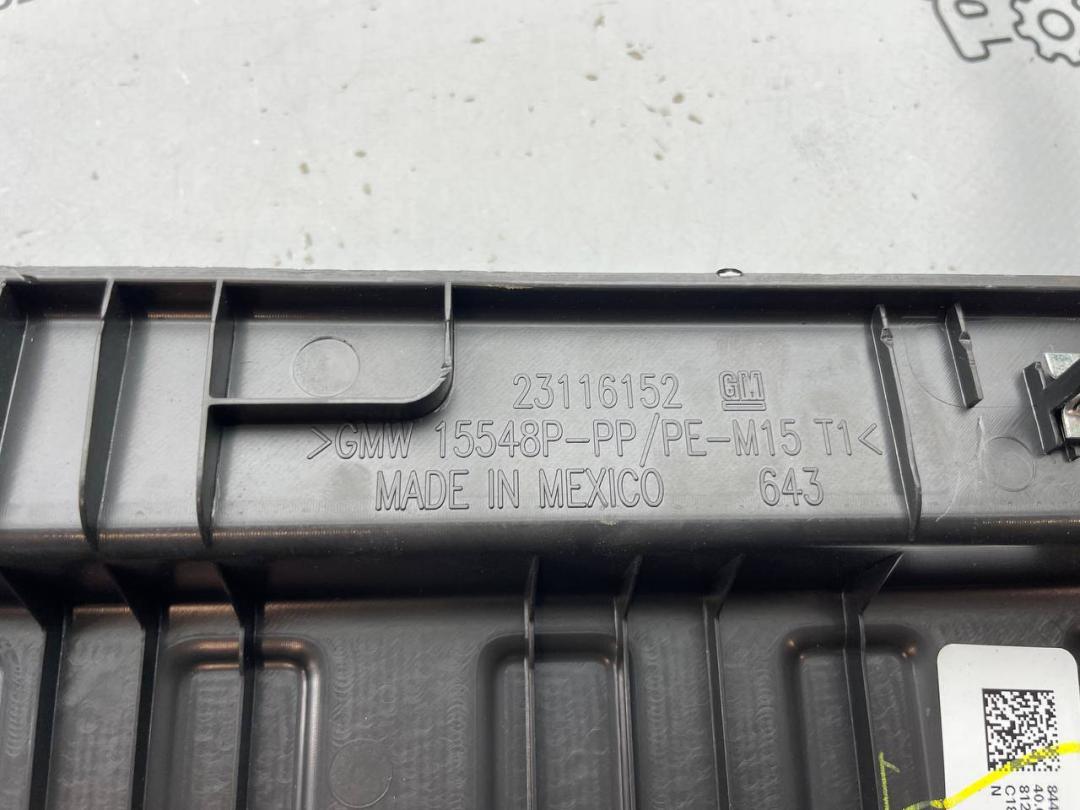 23116152 GM
>GMW 15548P-PP/PE-M15 T1<
MADE IN MEXICO 643